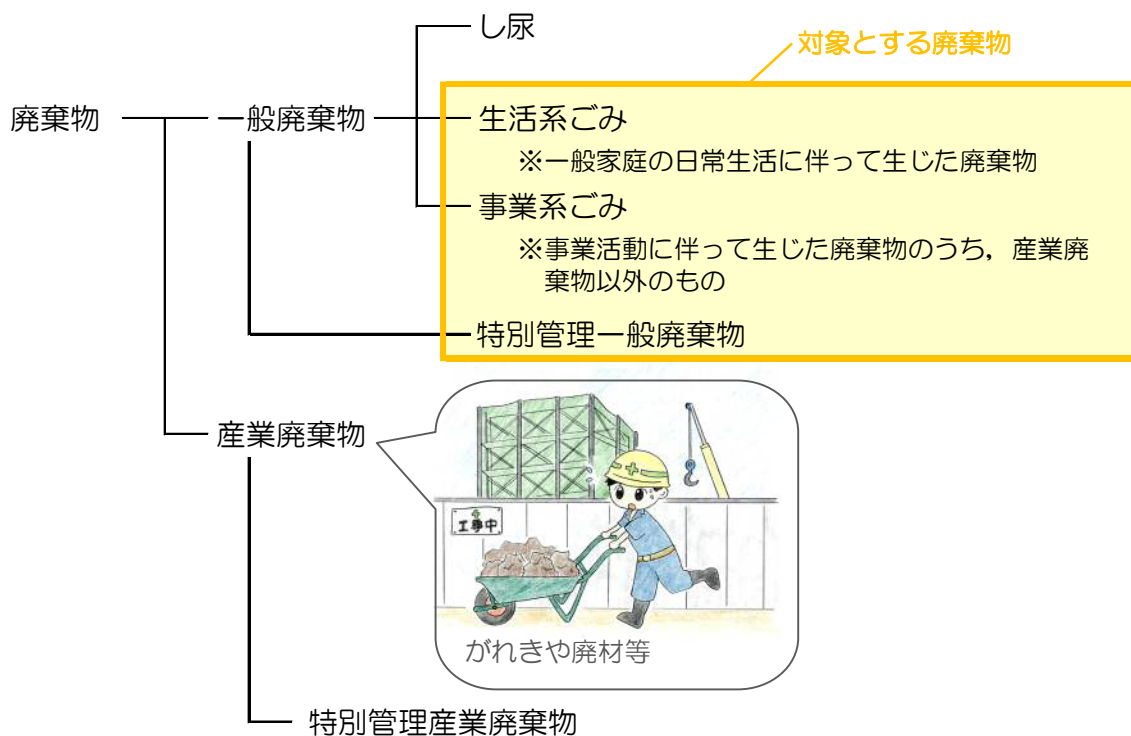 し尿
対象とする廃棄物
廃棄物
一般廃棄物
生活系ごみ
※一般家庭の日常生活に伴って生じた廃棄物
事業系ごみ
※事業活動に伴って生じた廃棄物のうち，産業廃
棄物以外のもの
特別管理一般廃棄物
産業廃棄物
工事中
がれきや廃材等
特別管理産業廃棄物